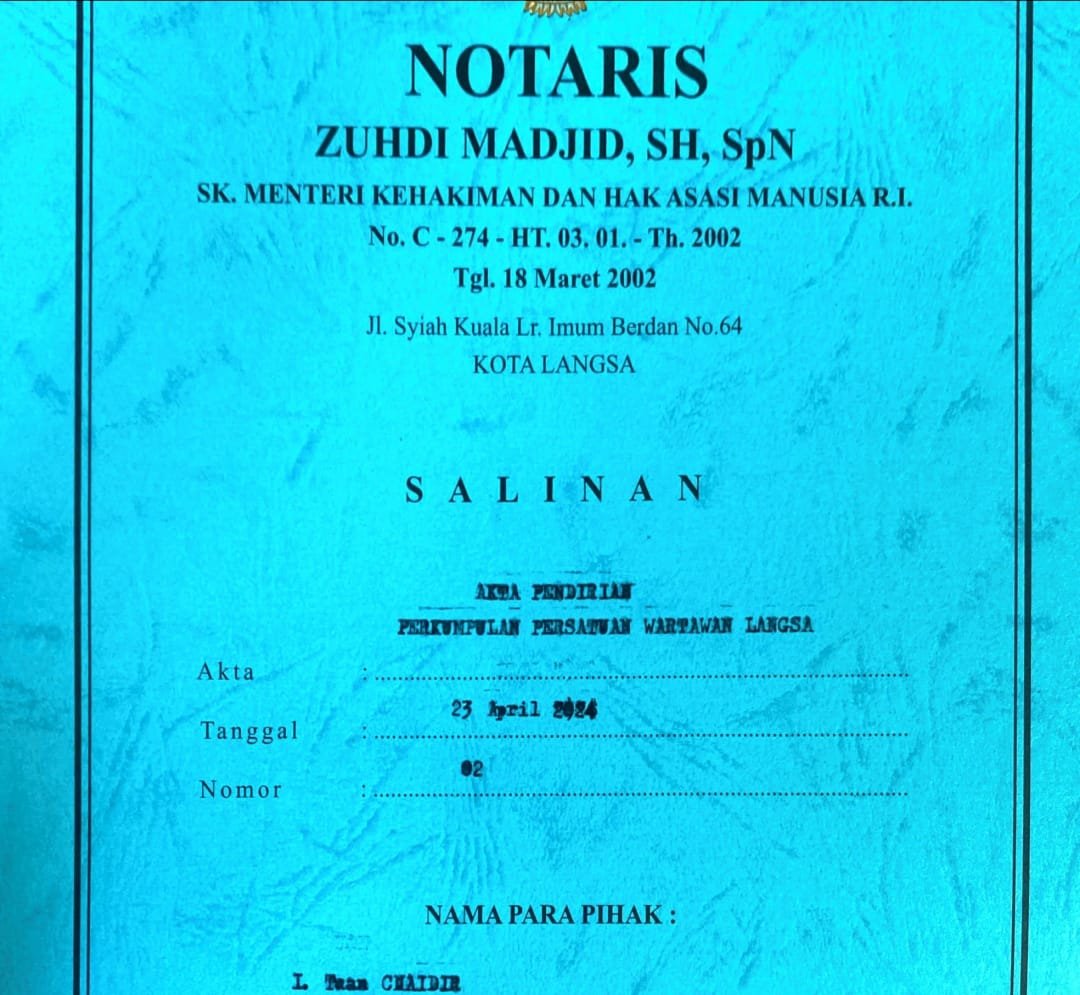 NOTARIS
ZUHDI MADJID, SH, SpN
SK. MENTERI KEHAKIMAN DAN HAK ASASI MANUSIA R.I.
No. C - 274 - HT. 03. 01. - Th. 2002
Tgl. 18 Maret 2002
Jl. Syiah Kuala Lr. Imum Berdan No.64
KOTA LANGSA
S A L I N A N
AKTA PENDIRIAN
PERKUMPULAN PERSATUAN WARTAWAN LANGSA
Akta :
23 April 2024
Tanggal :
02
Nomor :
NAMA PARA PIHAK :
1. Tuan CHAIDIR